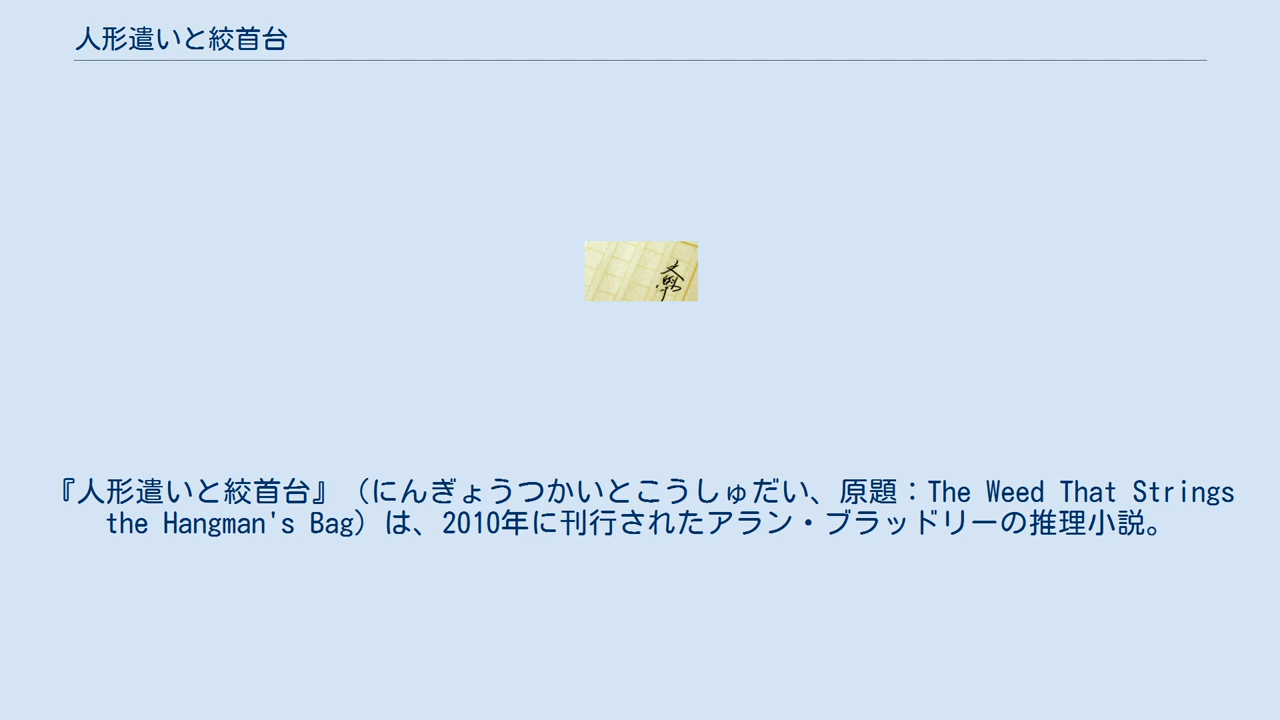 人形遣いと絞首台
『人形遣いと絞首台』（にんぎょうつかいとこうしゅだい、原題：The Weed That Strings
the Hangman's Bag）は、2010年に刊行されたアラン・ブラッドリーの推理小説。